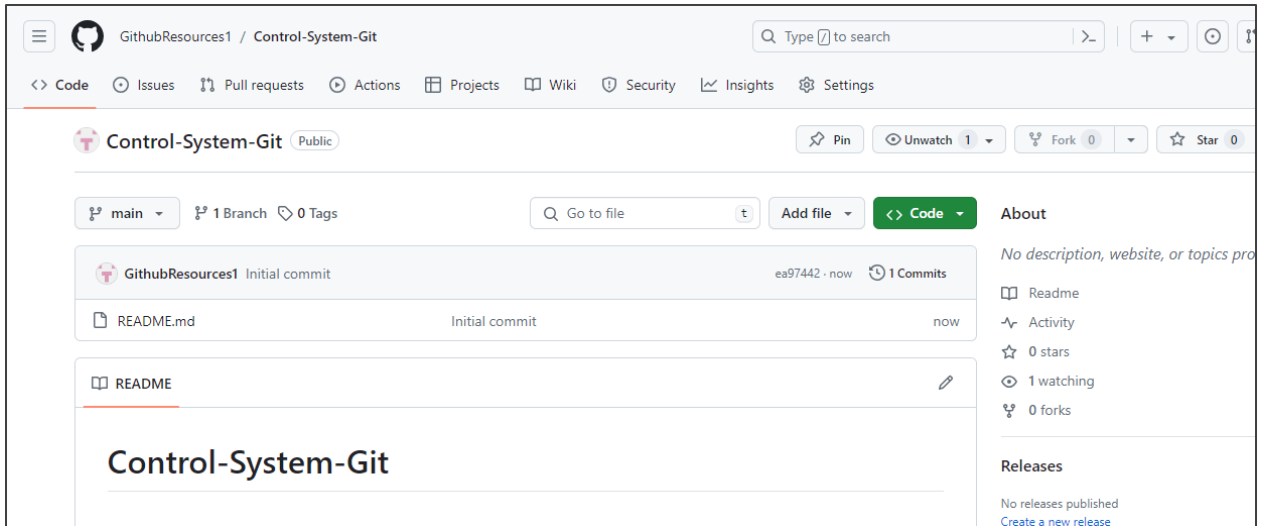 GithubResources1 / Control-System-Git
Type / to search
Code Issues Pull requests Actions Projects Wiki Security Insights Settings
Control-System-Git Public
Pin Unwatch 1 Fork 0 Star 0
main 1 Branch 0 Tags Go to file t Add file <> Code
About
No description, website, or topics pro
GithubResources1 Initial commit ea97442 · now 1 Commits
README.md Initial commit now
Readme
Activity
0 stars
1 watching
0 forks
README
Control-System-Git
Releases
No releases published
Create a new release